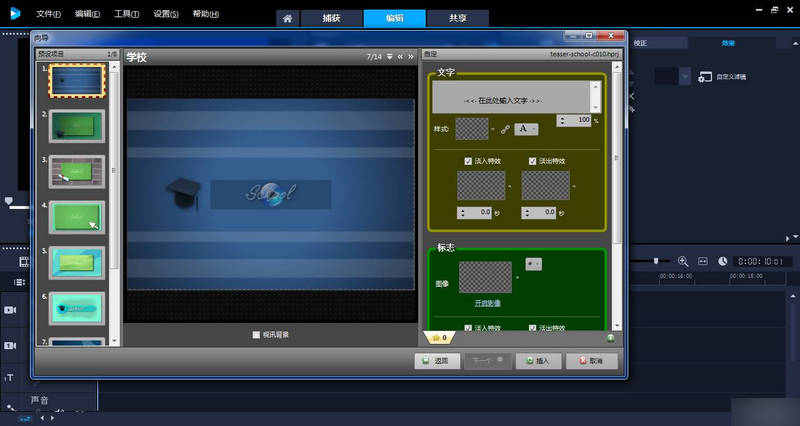 文件(F) 编辑(E) 工具(T) 设置(S) 帮助(H)
捕获 编辑 共享
向导
预设项目 1/8
学校 7/14
教定 teaser-school-c010.hprj
校正 效果
自定义滤镜
1.
2.
3.
4.
5.
6.
7.
School
文字
-<<- 在此处输入文字 ->>-
样式: A 100 %
淡入特效 淡出特效
0.0 秒 0.0 秒
标志
图像
开启影像
淡入特效 淡出特效
视讯背景
0
返回 下一个 插入 取消
0:00:10:01
00:00:16:00 00:00:18:00
T
声音